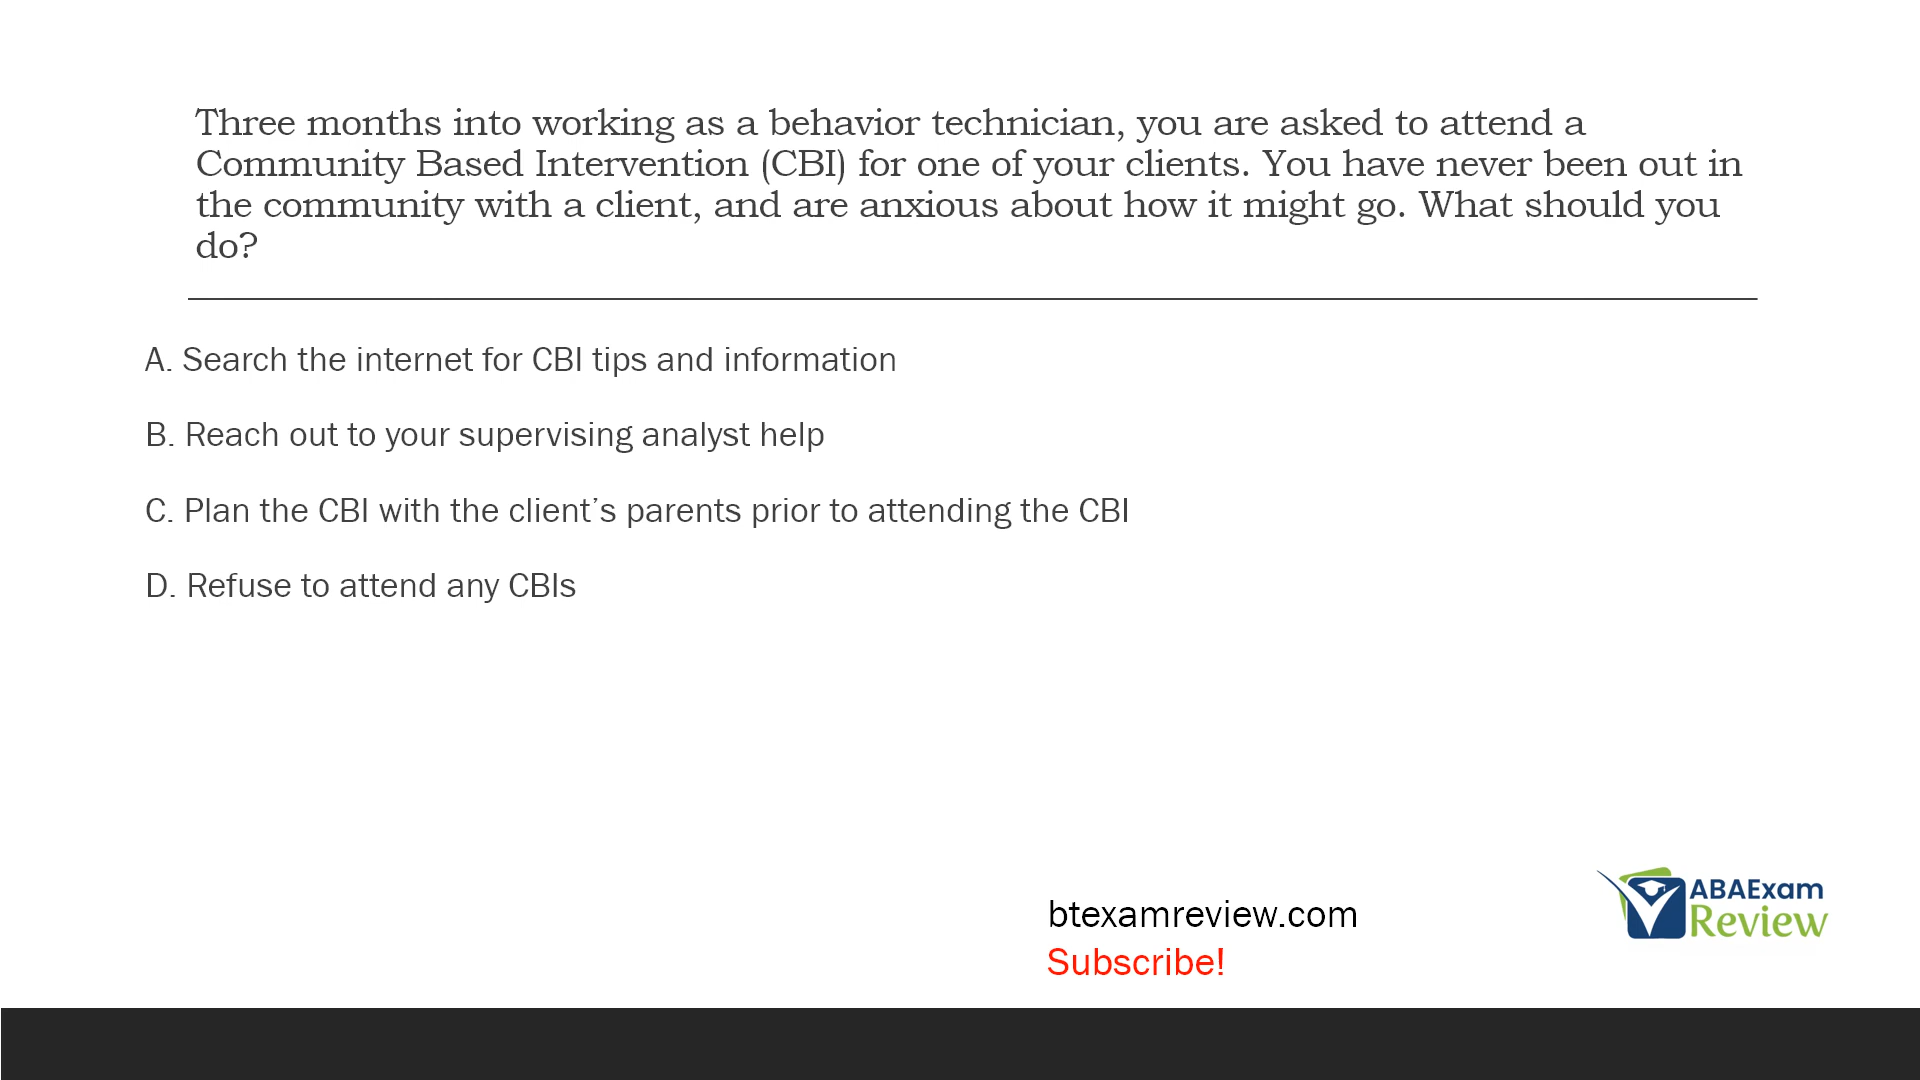 Three months into working as a behavior technician, you are asked to attend a
Community Based Intervention (CBI) for one of your clients. You have never been out in
the community with a client, and are anxious about how it might go. What should you
do?
A. Search the internet for CBI tips and information
B. Reach out to your supervising analyst help
C. Plan the CBI with the client’s parents prior to attending the CBI
D. Refuse to attend any CBIs
btexamreview.com
Subscribe!
ABAExam
Review